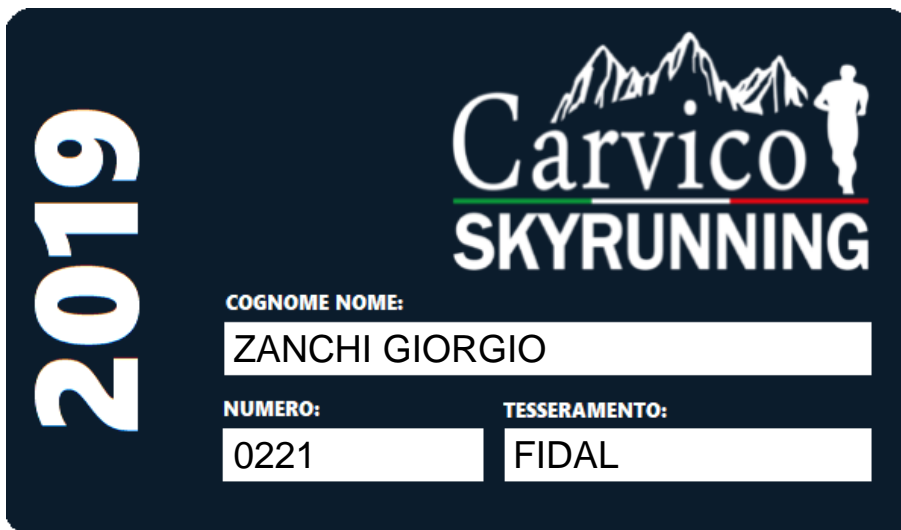 2019
Carvico
SKYRUNNING
COGNOME NOME:
ZANCHI GIORGIO
NUMERO: TESSERAMENTO:
0221 FIDAL